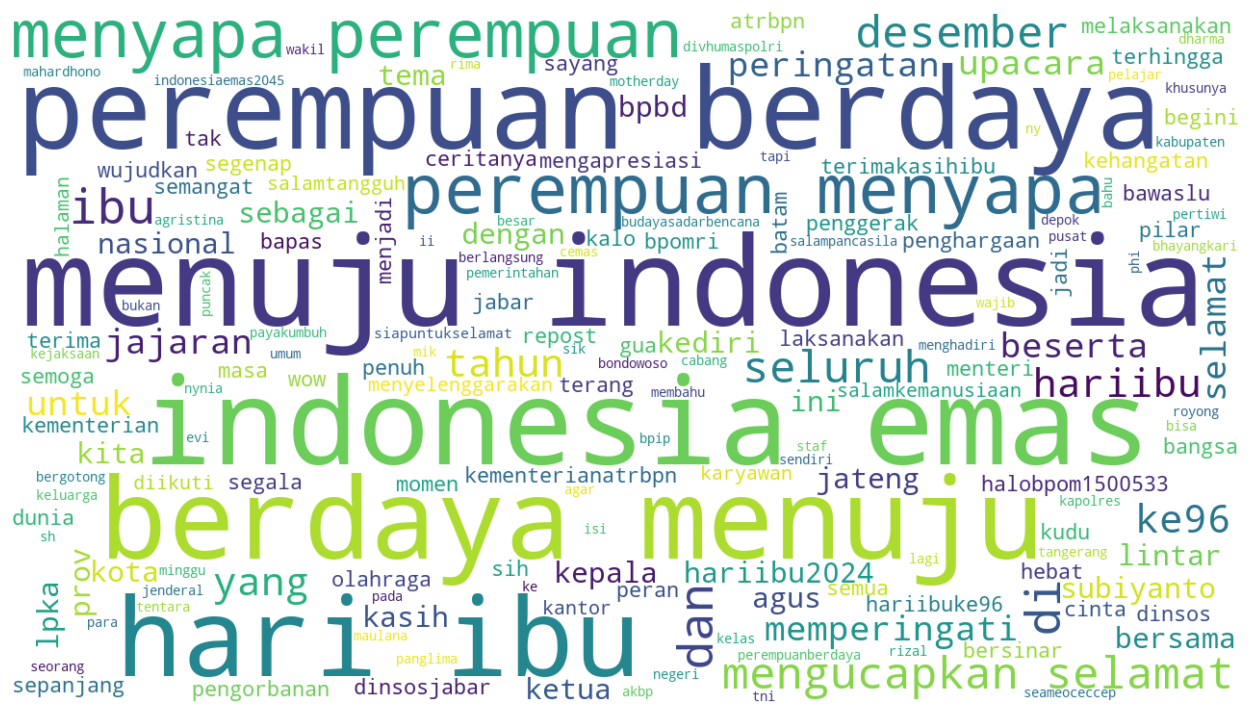 menyapa perempuan
wakil
divhumaspolri
atrbpn
desember
melaksanakan
dharma
mahardhono
indonesiaemas2045
tema
rima
sayang
motherday
peringatan
upacara
terhingga
pelajar
khusunya
perempuan berdaya
bpbd
tak
ny
begini
kabupaten
wujudkan
segenap
ceritanya
mengapresiasi
tapi
terimakasihibu
kehangatan
halaman
ibu
semangat
salamtangguh
perempuan menyapa
bahu
bawaslu
agristina
sebagai
menjadi
besar
budayasadarbencana
batam
penggerak
depok
pertiwi
nasional
bapas
ii
dengan
kalo
bpomri
salampancasila
penghargaan
jadi
pusat
pilar
bhayangkari
berlangsung
cemas
phi
menuju indonesia
selamat
puncak
pemerintahan
bukan
jabar
wajib
terima
jajaran
payakumbuh
siapuntukselamat
repost
gua
kediri
laksanakan
menghadiri
beserta
kejaksaan
umum
mik
tahun
sik
bondowoso
cabang
seluruh
menteri
semoga
masa
wow
penuh
menyelenggarakan
terang
membahu
salamkemanusiaan
hariibu
nynia
untuk
indonesia emas
ini
royong
kementerian
kita
evi
bpip
staf
bisa
bangsa
bergotong
diikuti
segala
momen
kementerianatrbpn
karyawan
sendiri
jateng
halobpom1500533
keluarga
berdaya menuju
agar
kapolres
dunia
isi
ke96
sh
kudu
tangerang
lintar
prov
kota
minggu
yang
olahraga
sih
kepala
hariibu2024
lagi
hebat
jenderal
pada
ke
peran
semua
subiyanto
lpka
tentara
hari ibu
kasih
kantor
dan
agus
hariibuke96
di
cinta
dinsos
para
maulana
kelas
memperingati
bersama
seorang
panglima
perempuanberdaya
rizal
bersinar
sepanjang
pengorbanan
dinsosjabar
ketua
akbp
negeri
mengucapkan selamat
tni
seameoceccep